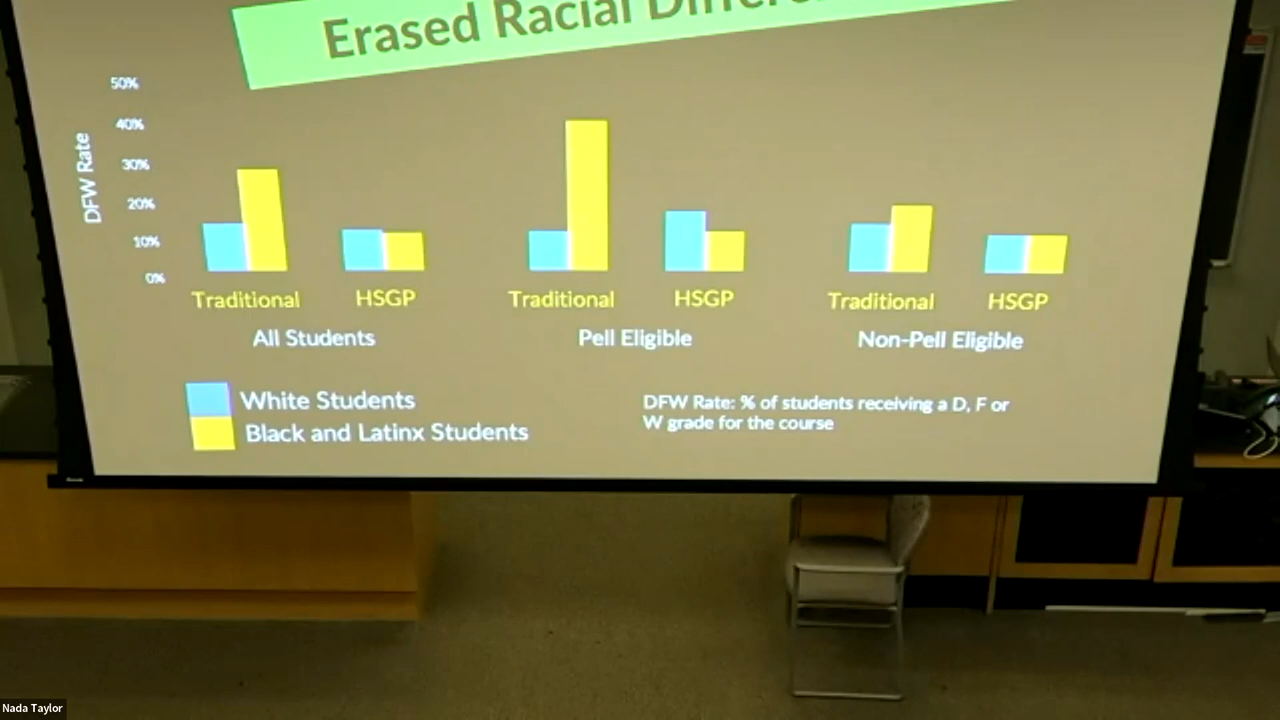 Erased Racial
50%
40%
30%
20%
10%
0%
DFW Rate
Traditional HSGP Traditional HSGP Traditional HSGP
All Students Pell Eligible Non-Pell Eligible
White Students
Black and Latinx Students
DFW Rate: % of students receiving a D, F or
W grade for the course
Nada Taylor